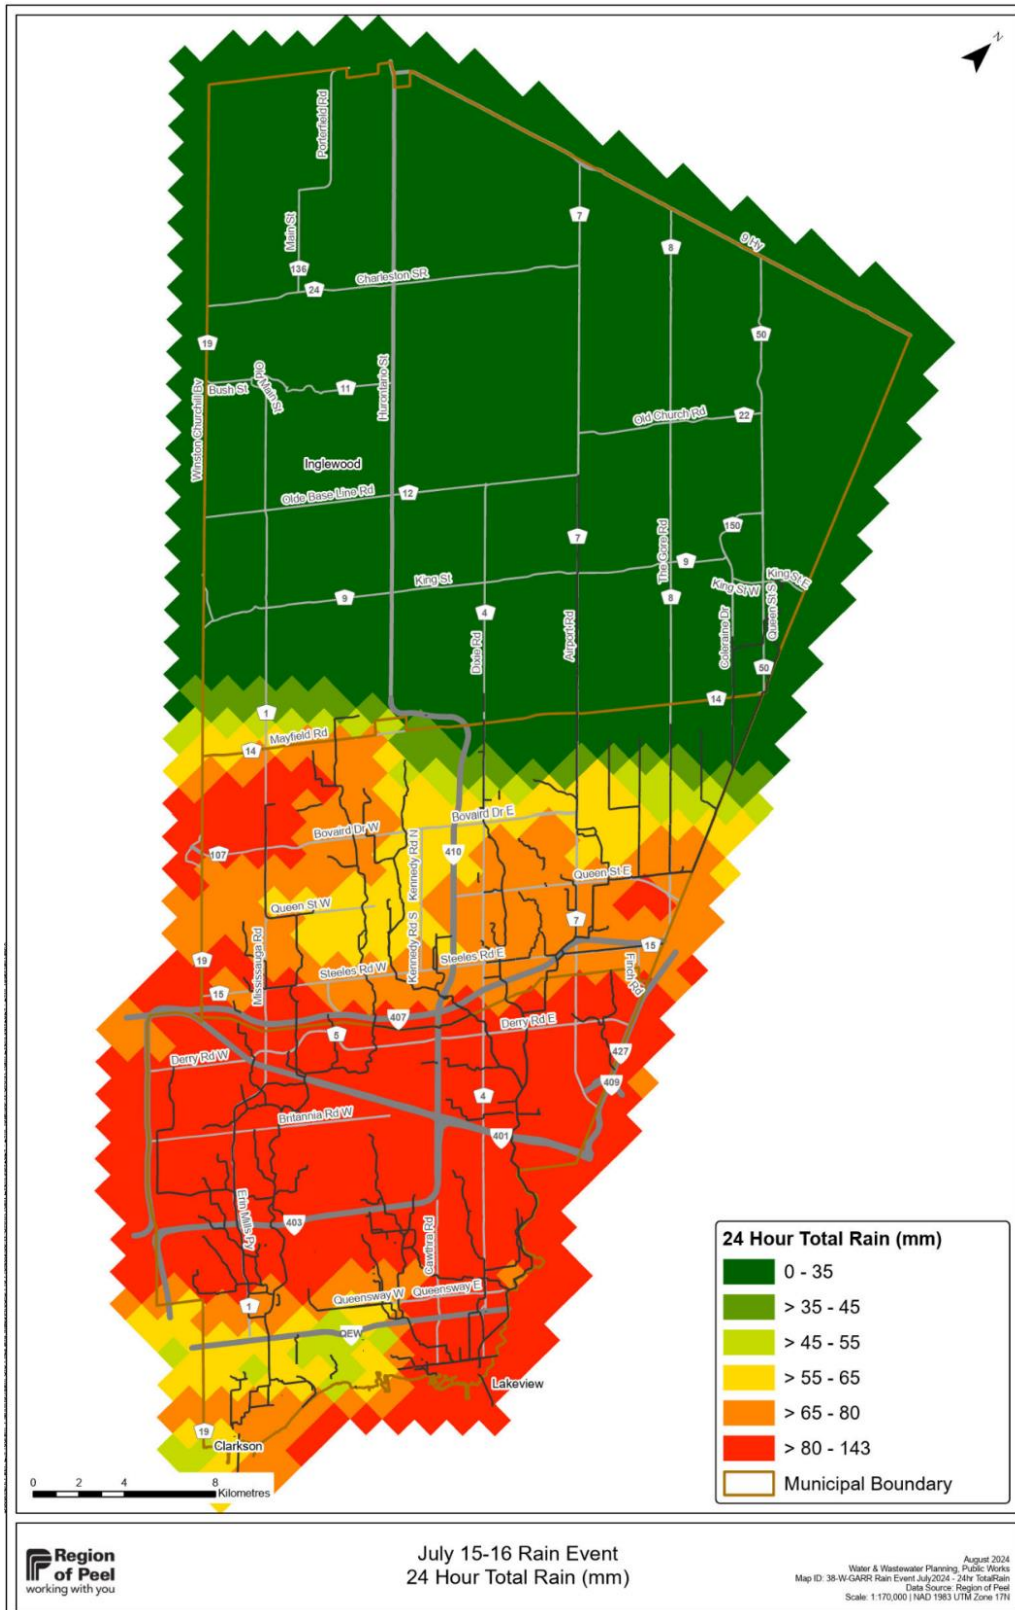 N
Porterfield Rd
Main St
136
24
Charleston SR
7
8
9 Hy
50
19
Winston Churchill Bv
Bush St
Old Main St
11
Hurontario St
Old Church Rd
22
Inglewood
Olde Base Line Rd
12
150
7
The Gore Rd
9
King St
9
King St W
King St E
4
8
Dixie Rd
Airport Rd
Coleraine Dr
Queen St S
50
14
1
Mayfield Rd
14
Bovaird Dr E
Bovaird Dr W
107
410
Kennedy Rd N
Queen St E
Queen St W
7
Kennedy Rd S
Mississauga Rd
19
Steeles Rd W
Steeles Rd E
15
Finch Rd
15
407
5
Derry Rd E
Derry Rd W
427
409
4
Britannia Rd W
401
Erin Mills Py
403
Cawthra Rd
Queensway W
Queensway E
1
QEW
Lakeview
19
Clarkson
0 2 4 8
Kilometres
24 Hour Total Rain (mm)
0 - 35
> 35 - 45
> 45 - 55
> 55 - 65
> 65 - 80
> 80 - 143
Municipal Boundary
Region
of Peel
working with you
July 15-16 Rain Event
24 Hour Total Rain (mm)
August 2024
Water & Wastewater Planning, Public Works
Map ID: 38-W-GARR Rain Event July2024 - 24hr TotalRain
Data Source: Region of Peel
Scale: 1:170,000 | NAD 1983 UTM Zone 17N